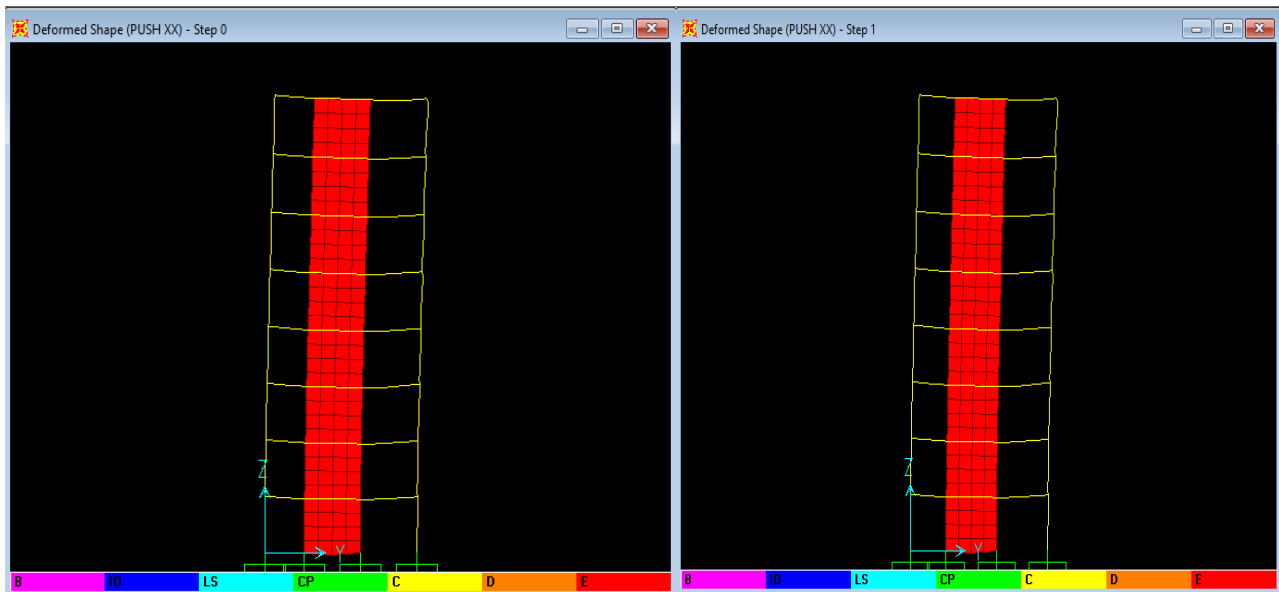 Deformed Shape (PUSH XX) - Step 0
Z
Y
B IO LS CP C D E
Deformed Shape (PUSH XX) - Step 1
Z
Y
B IO LS CP C D E